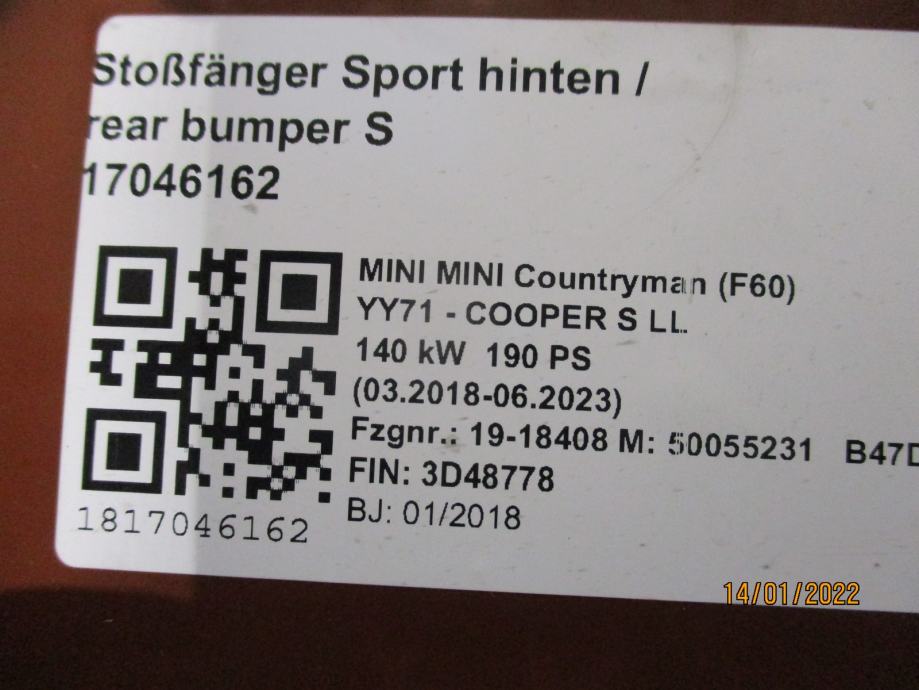 Stoßfänger Sport hinten /
rear bumper S
17046162
MINI MINI Countryman (F60)
YY71 - COOPER S LL.
140 kW 190 PS
(03.2018-06.2023)
Fzgnr.: 19-18408 M: 50055231 B47D
FIN: 3D48778
BJ: 01/2018
1817046162
14/01/2022